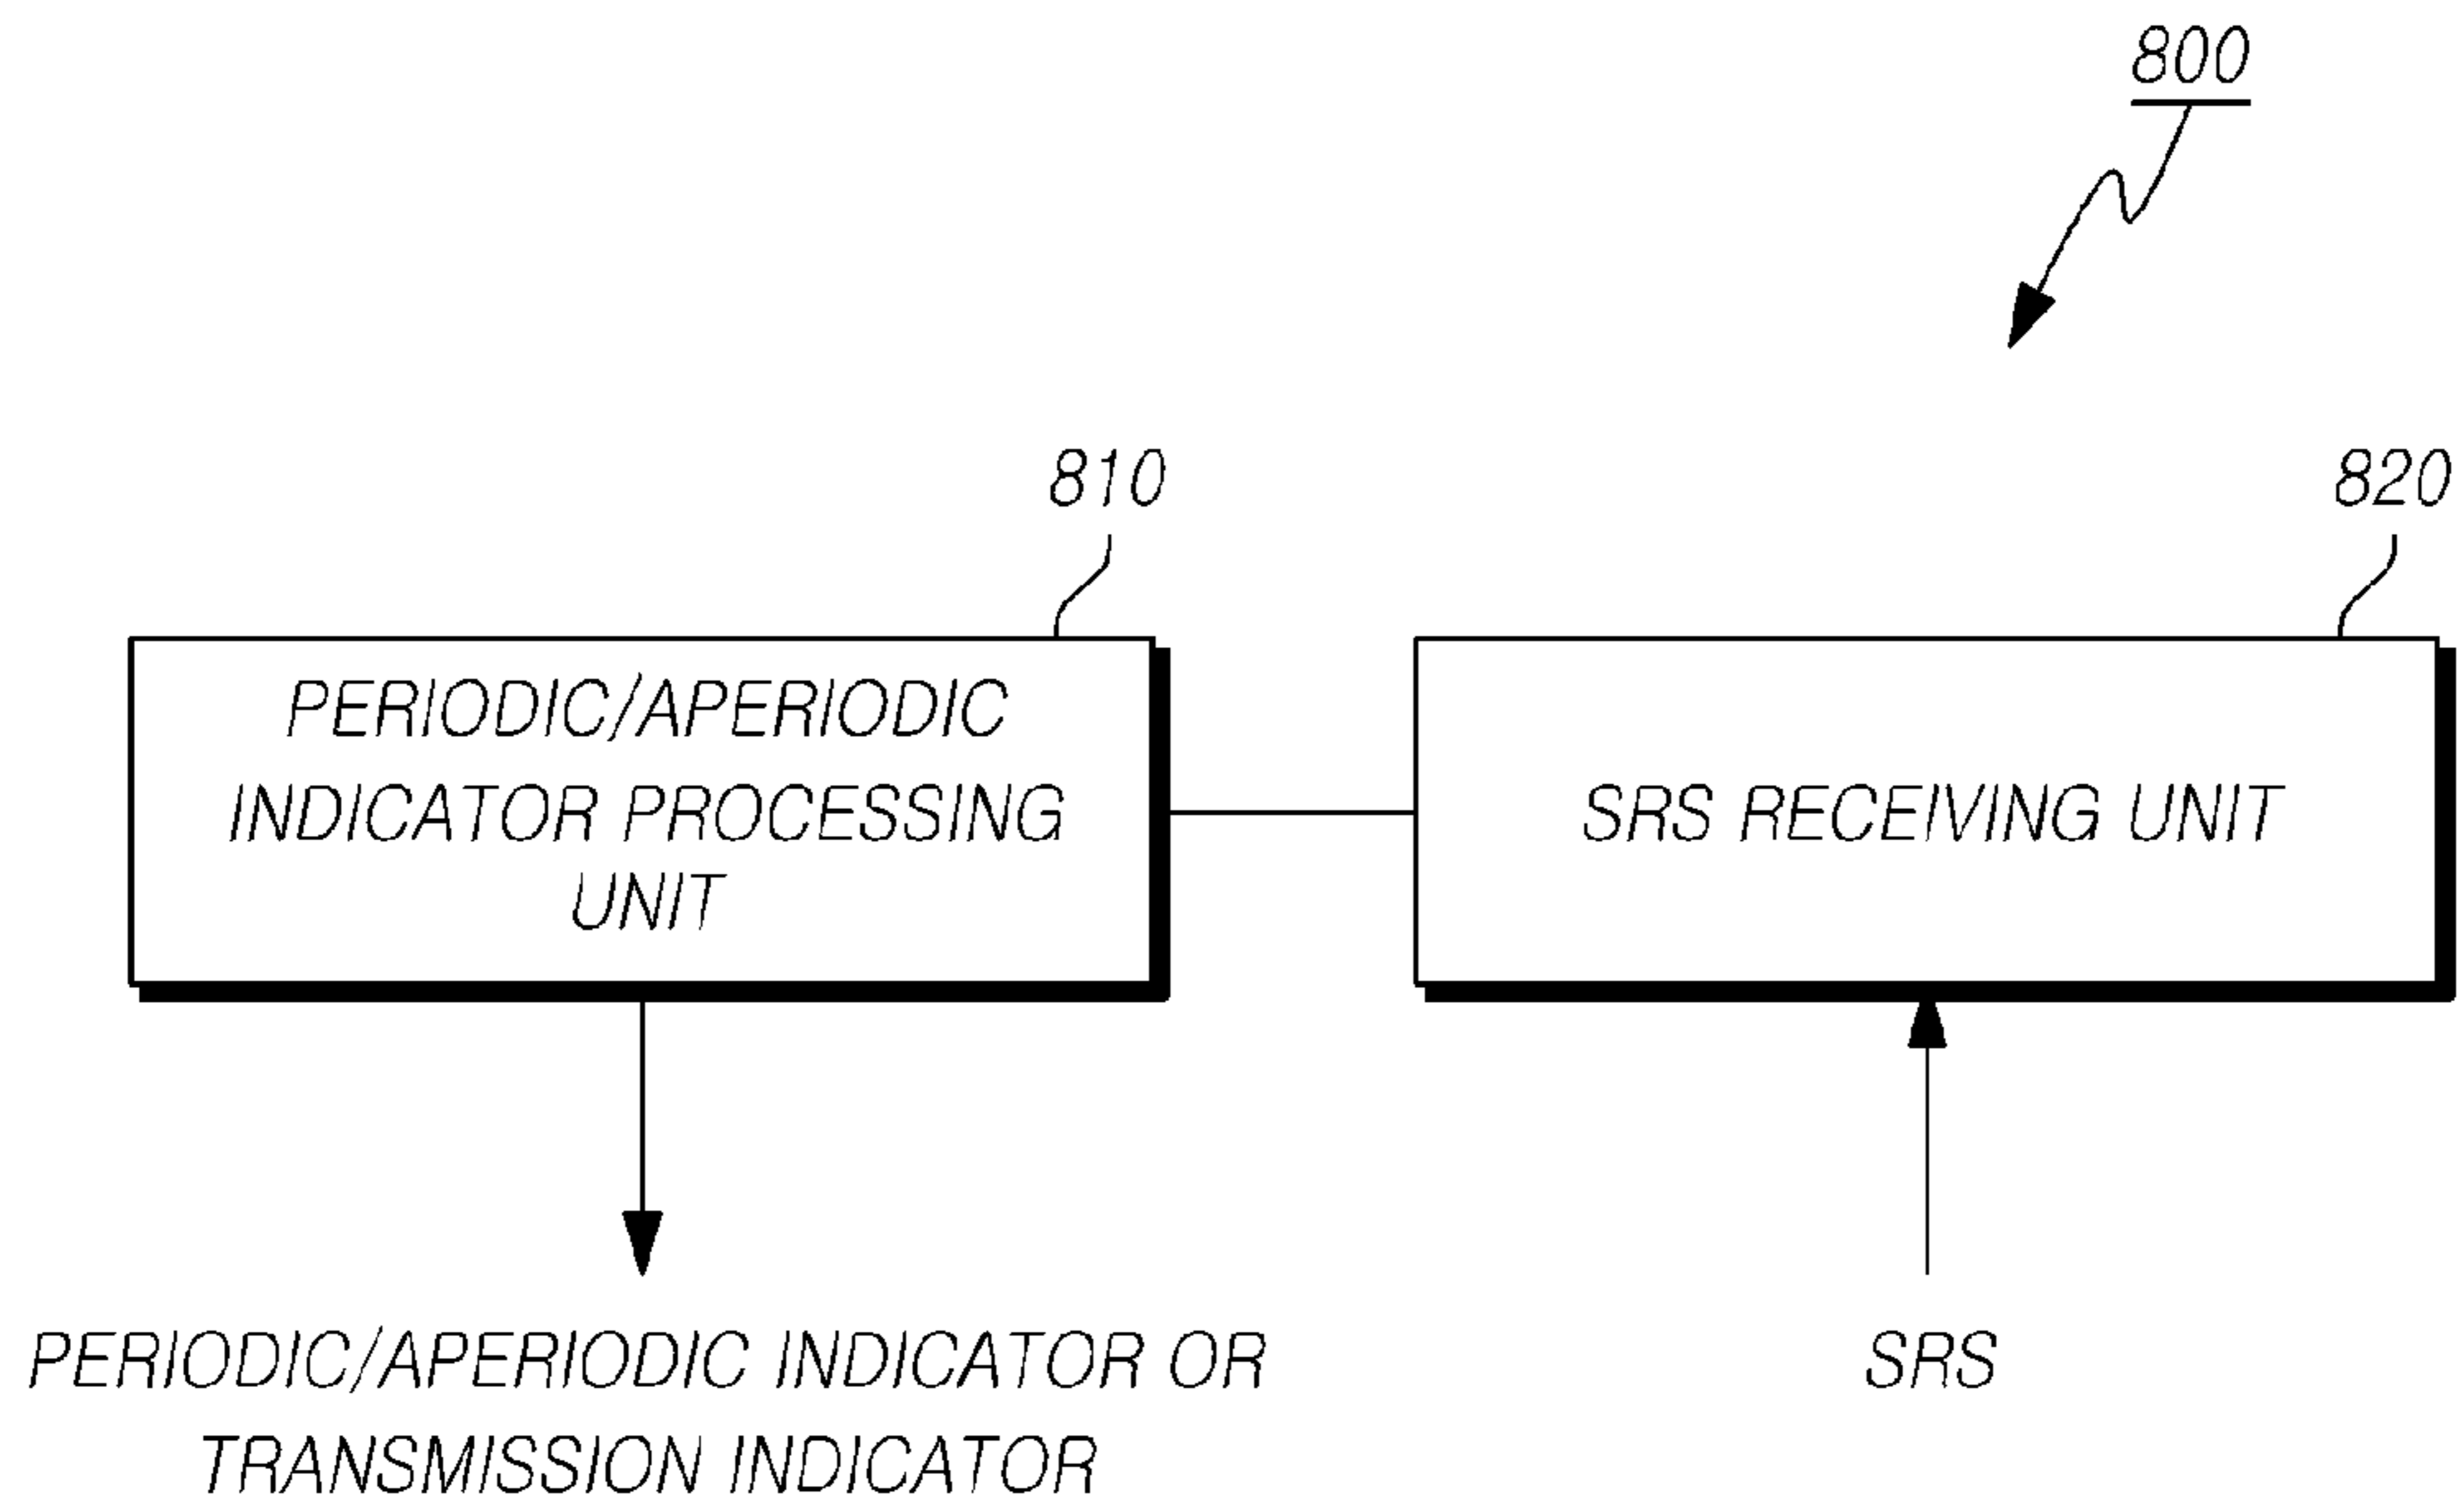 800
810
820
PERIODIC/APERIODIC
INDICATOR PROCESSING
UNIT
SRS RECEIVING UNIT
PERIODIC/APERIODIC INDICATOR OR
TRANSMISSION INDICATOR
SRS